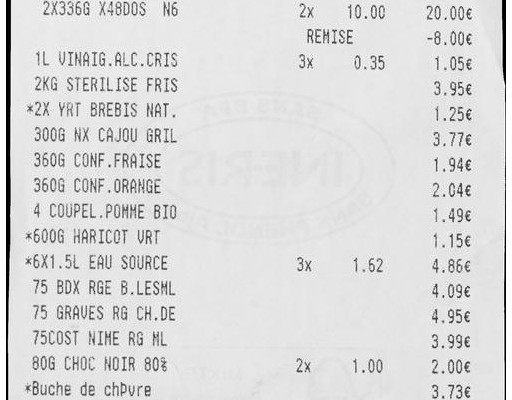 2X336G X48DOS N6 2x 10.00 20.00€
REMISE -8.00€
1L VINAIG.ALC.CRIS 3x 0.35 1.05€
2KG STERILISE FRIS 3.95€
*2X YRT BREBIS NAT. 1.25€
300G NX CAJOU GRIL 3.77€
360G CONF.FRAISE 1.94€
360G CONF.ORANGE 2.04€
4 COUPEL.POMME BIO 1.49€
*600G HARICOT VRT 1.15€
*6X1.5L EAU SOURCE 3x 1.62 4.86€
75 BDX RGE B.LESML 4.09€
75 GRAVES RG CH.DE 4.95€
75COST NIME RG ML 3.99€
80G CHOC NOIR 80% 2x 1.00 2.00€
*Buche de chÞvre 3.73€